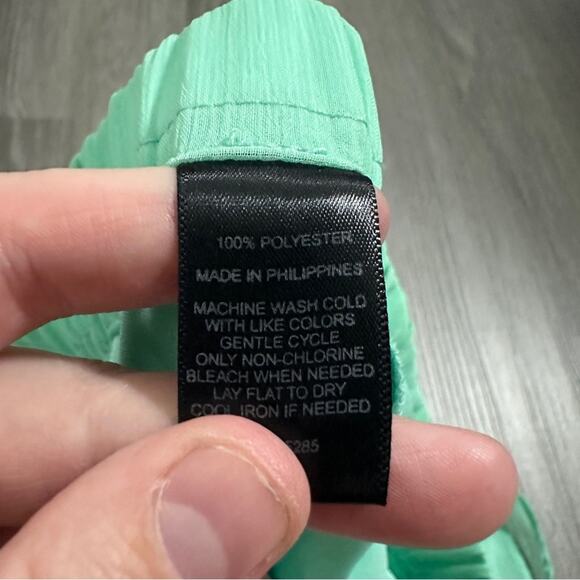 100% POLYESTER
MADE IN PHILIPPINES
MACHINE WASH COLD
WITH LIKE COLORS
GENTLE CYCLE
ONLY NON-CHLORINE
BLEACH WHEN NEEDED
LAY FLAT TO DRY
COOL IRON IF NEEDED